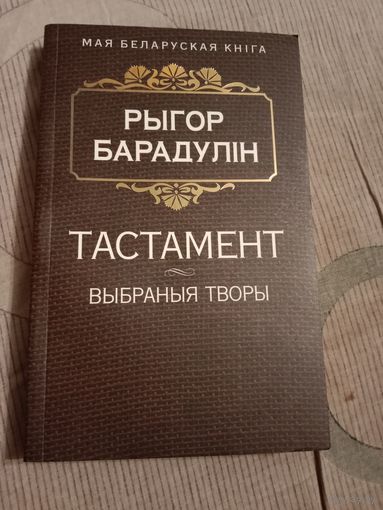 МАЯ БЕЛАРУСКАЯ КНІГА
РЫГОР
БАРАДУЛІН
ТАСТАМЕНТ
ВЫБРАНЫЯ ТВОРЫ